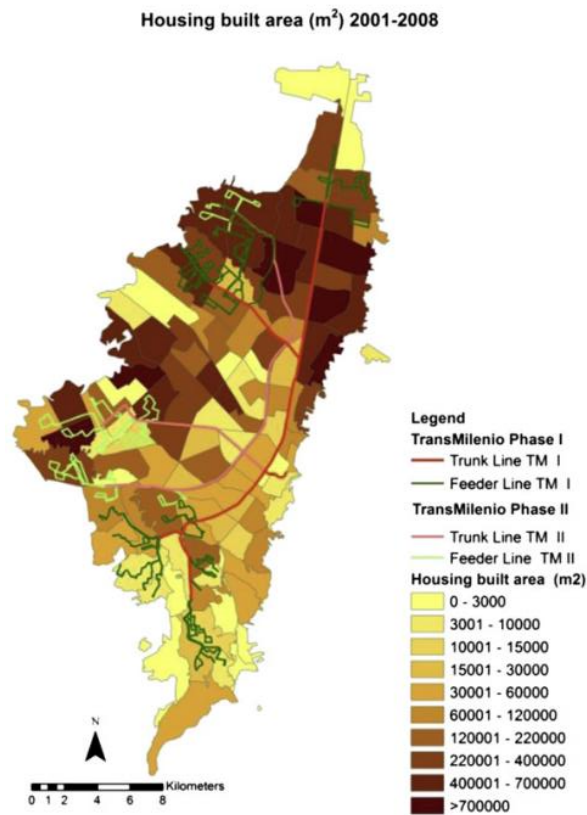 Housing built area (m²) 2001-2008
Legend
TransMilenio Phase I
Trunk Line TM I
Feeder Line TM I
TransMilenio Phase II
Trunk Line TM II
Feeder Line TM II
Housing built area (m2)
0 - 3000
3001 - 10000
10001 - 15000
15001 - 30000
30001 - 60000
60001 - 120000
120001 - 220000
220001 - 400000
400001 - 700000
>700000
N
Kilometers
0 1 2 4 6 8